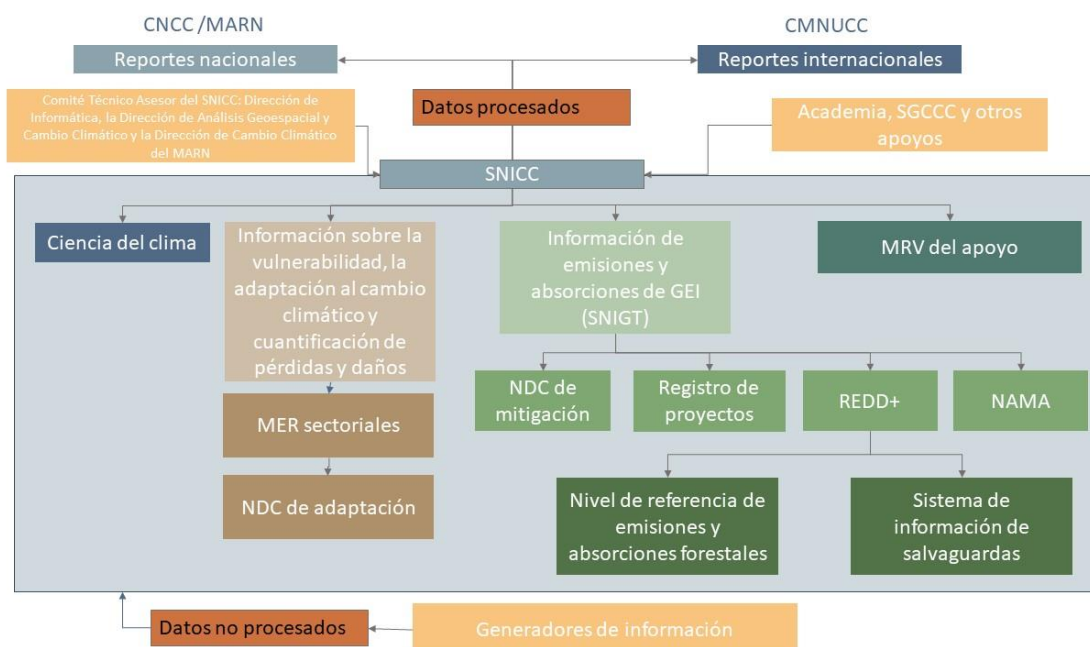 CNCC /MARN
CMNUCC
Reportes nacionales
Reportes internacionales
Comité Técnico Asesor del SNICC: Dirección de
Informática, la Dirección de Análisis Geoespacial y
Cambio Climático y la Dirección de Cambio Climático
del MARN
Datos procesados
Academia, SGCCC y otros
apoyos
SNICC
Ciencia del clima
Información sobre la
vulnerabilidad, la
adaptación al cambio
climático y
cuantificación de
pérdidas y daños
Información de
emisiones y
absorciones de GEI
(SNIGT)
MRV del apoyo
NDC de
mitigación
Registro de
proyectos
REDD+
NAMA
MER sectoriales
NDC de adaptación
Nivel de referencia de
emisiones y
absorciones forestales
Sistema de
información de
salvaguardas
Datos no procesados
Generadores de información